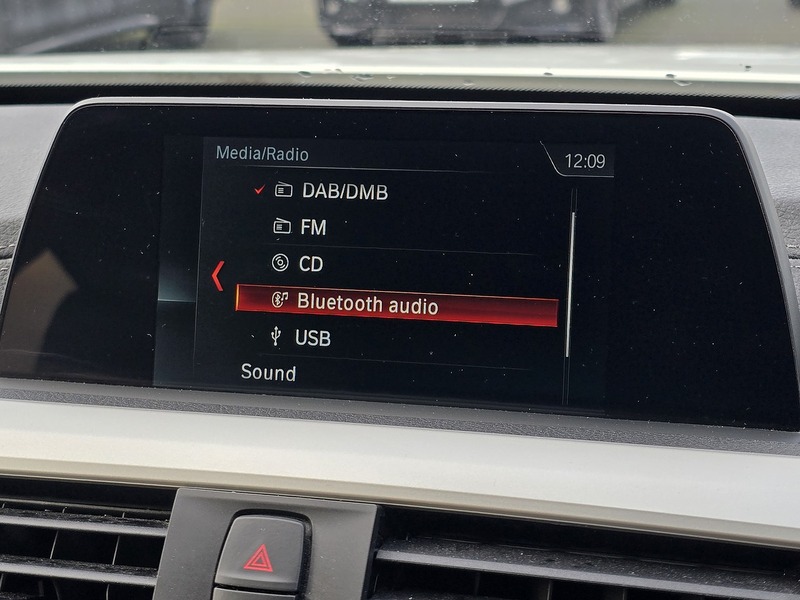 Media/Radio
12:09
DAB/DMB
FM
CD
Bluetooth audio
USB
Sound